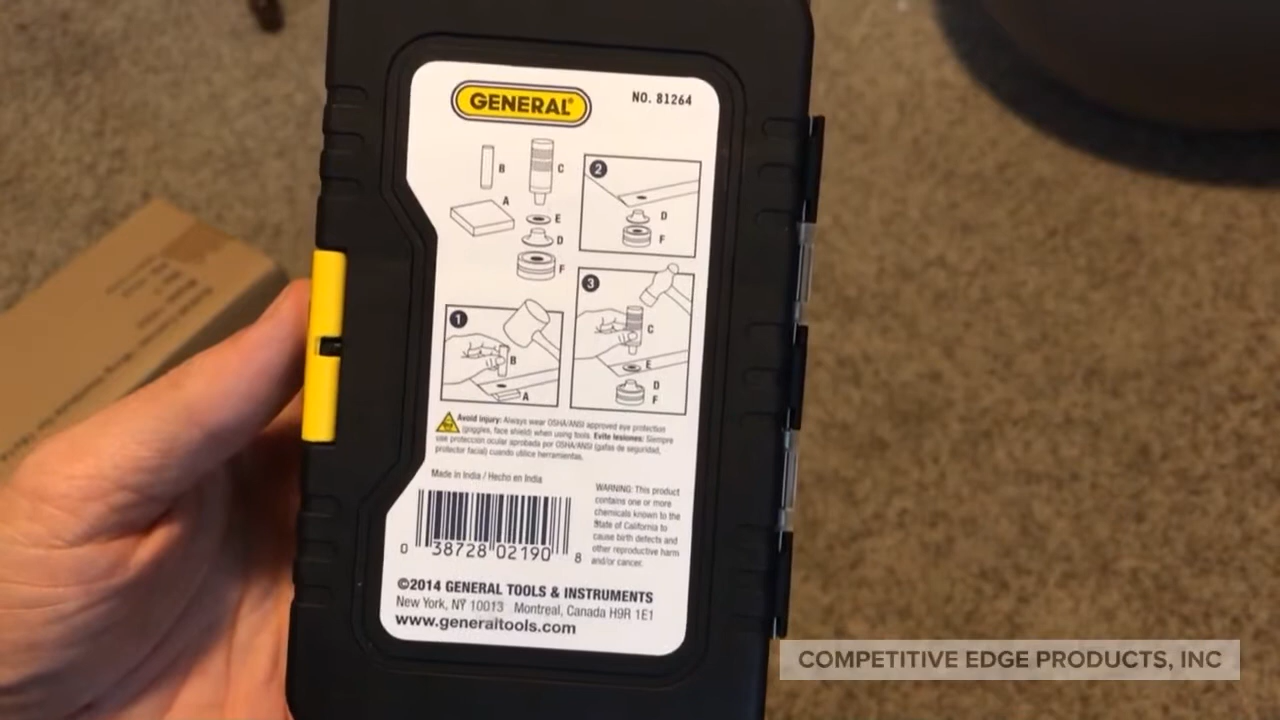 GENERAL®
NO. 81264
B
C
A
E
D
F
2
D
F
1
B
A
3
C
E
D
F
Avoid injury: Always wear OSHA/ANSI approved eye protection
(goggles, face shield) when using tools. Evite lesiones: Siempre
use protección ocular aprobada por OSHA/ANSI (gafas de seguridad,
protector facial) cuando utilice herramientas.
Made in India / Hecho en India
WARNING: This product
contains one or more
chemicals known to the
State of California to
cause birth defects and
other reproductive harm
and/or cancer.
0 38728 02190 8
©2014 GENERAL TOOLS & INSTRUMENTS
New York, NY 10013 Montreal, Canada H9R 1E1
www.generaltools.com
COMPETITIVE EDGE PRODUCTS, INC